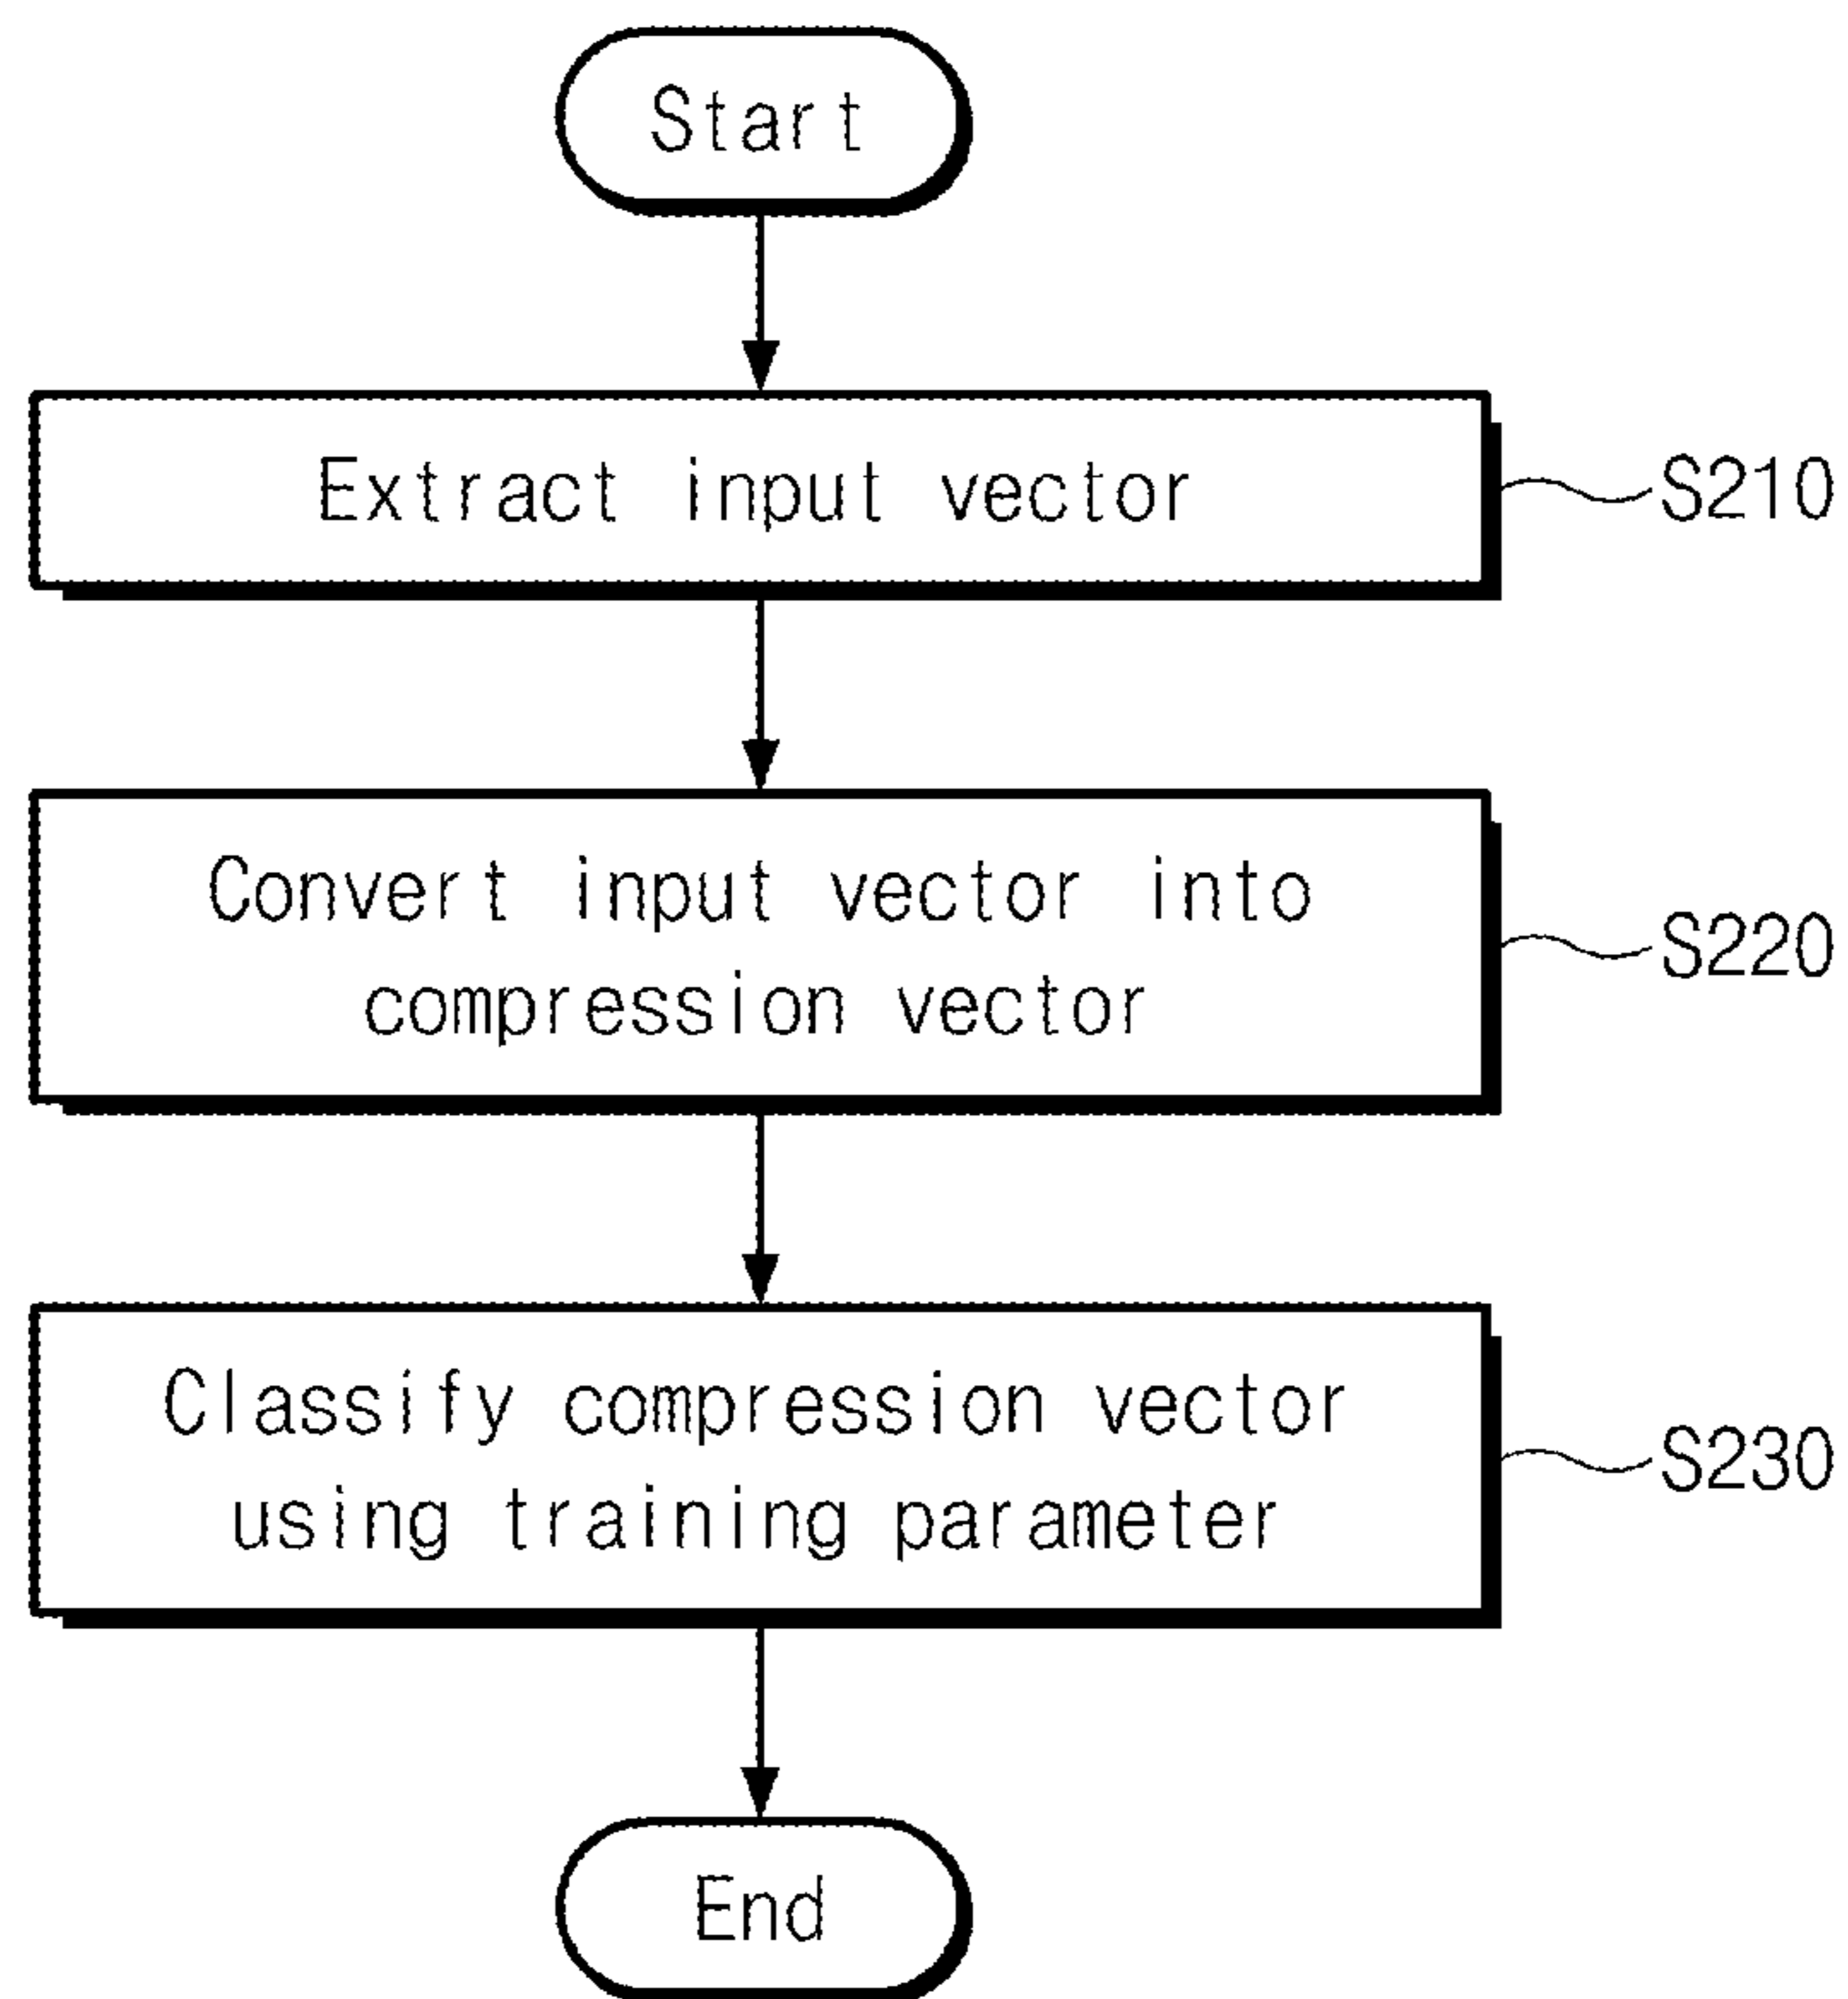 Start
Extract input vector
S210
Convert input vector into
compression vector
S220
Classify compression vector
using training parameter
S230
End